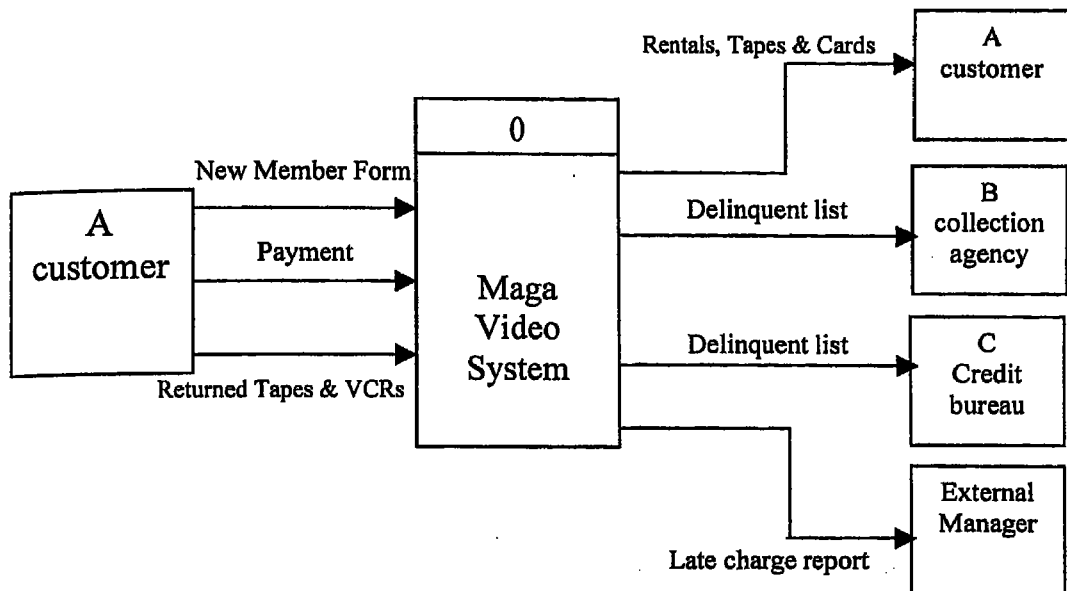 Rentals, Tapes & Cards
A
customer
0
New Member Form
A
customer
Payment
Returned Tapes & VCRs
Maga
Video
System
Delinquent list
B
collection
agency
Delinquent list
C
Credit
bureau
Late charge report
External
Manager